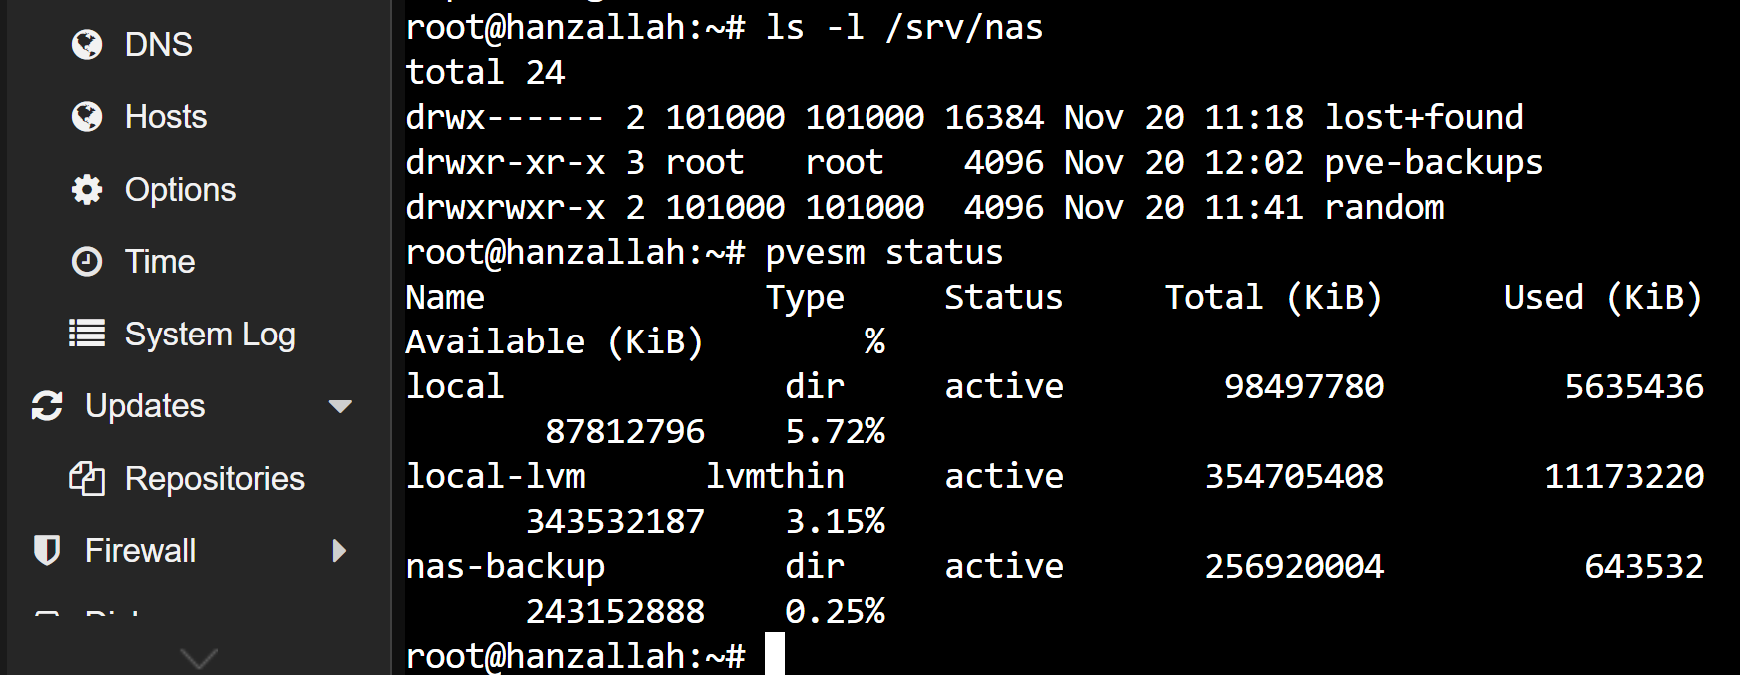 DNS
Hosts
Options
Time
System Log
Updates
Repositories
Firewall
root@hanzallah:~# ls -l /srv/nas
total 24
drwx------ 2 101000 101000 16384 Nov 20 11:18 lost+found
drwxr-xr-x 3 root   root    4096 Nov 20 12:02 pve-backups
drwxrwxr-x 2 101000 101000  4096 Nov 20 11:41 random
root@hanzallah:~# pvesm status
Name              Type     Status     Total (KiB)      Used (KiB)
Available (KiB)        %
local              dir     active        98497780         5635436
       87812796    5.72%
local-lvm      lvmthin     active       354705408        11173220
      343532187    3.15%
nas-backup         dir     active       256920004          643532
      243152888    0.25%
root@hanzallah:~#